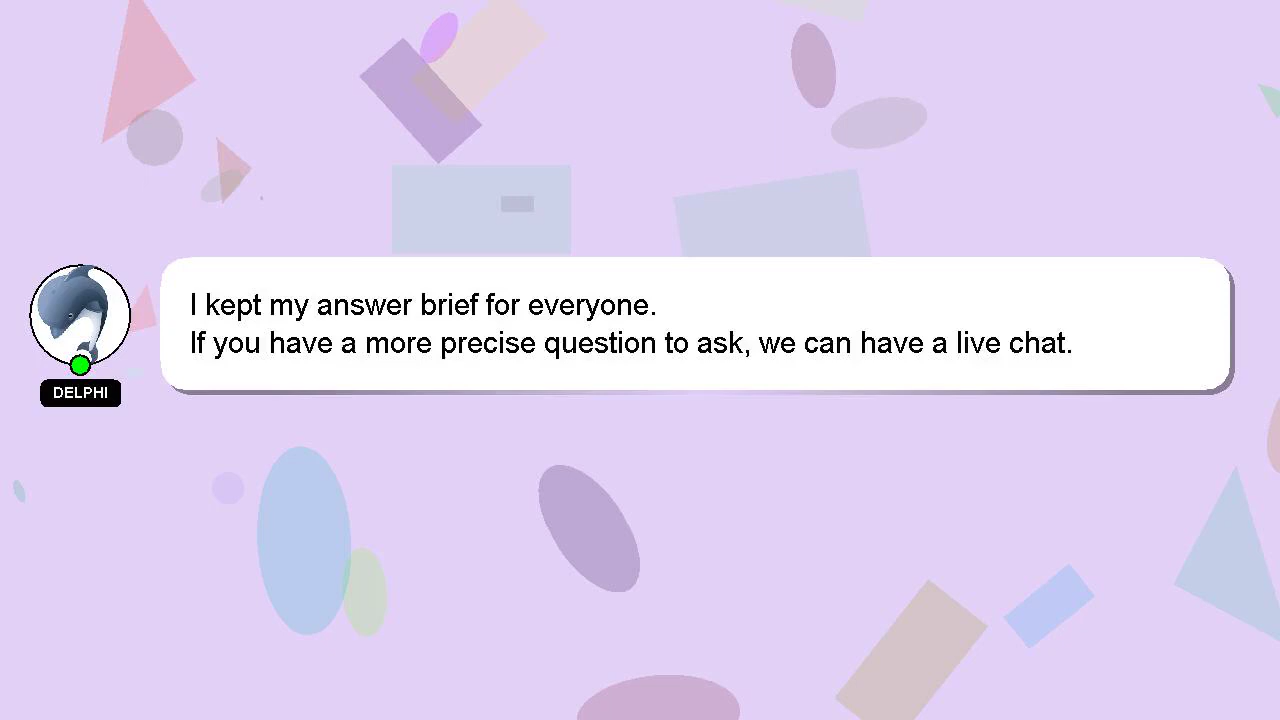 I kept my answer brief for everyone.
If you have a more precise question to ask, we can have a live chat.
DELPHI